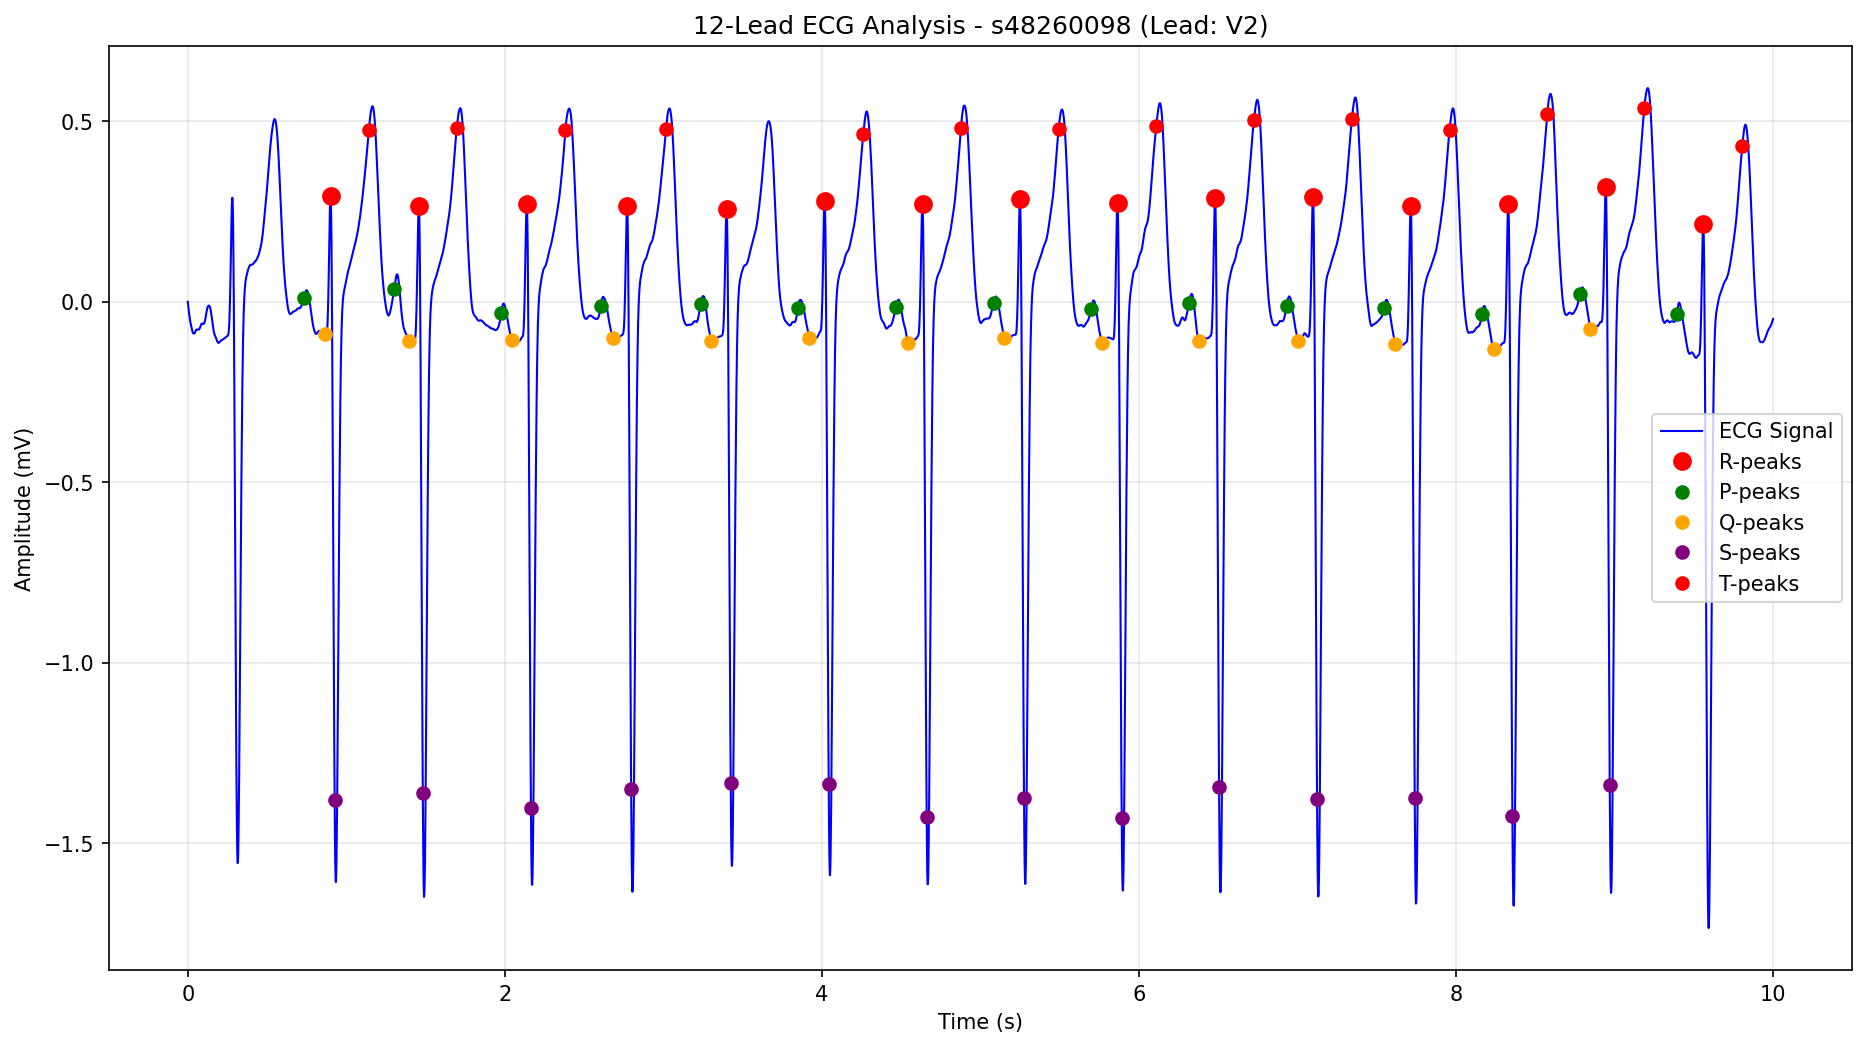 12-Lead ECG Analysis - s48260098 (Lead: V2)
Amplitude (mV)
0.5
0.0
−0.5
−1.0
−1.5
0 2 4 6 8 10
Time (s)
ECG Signal
R-peaks
P-peaks
Q-peaks
S-peaks
T-peaks